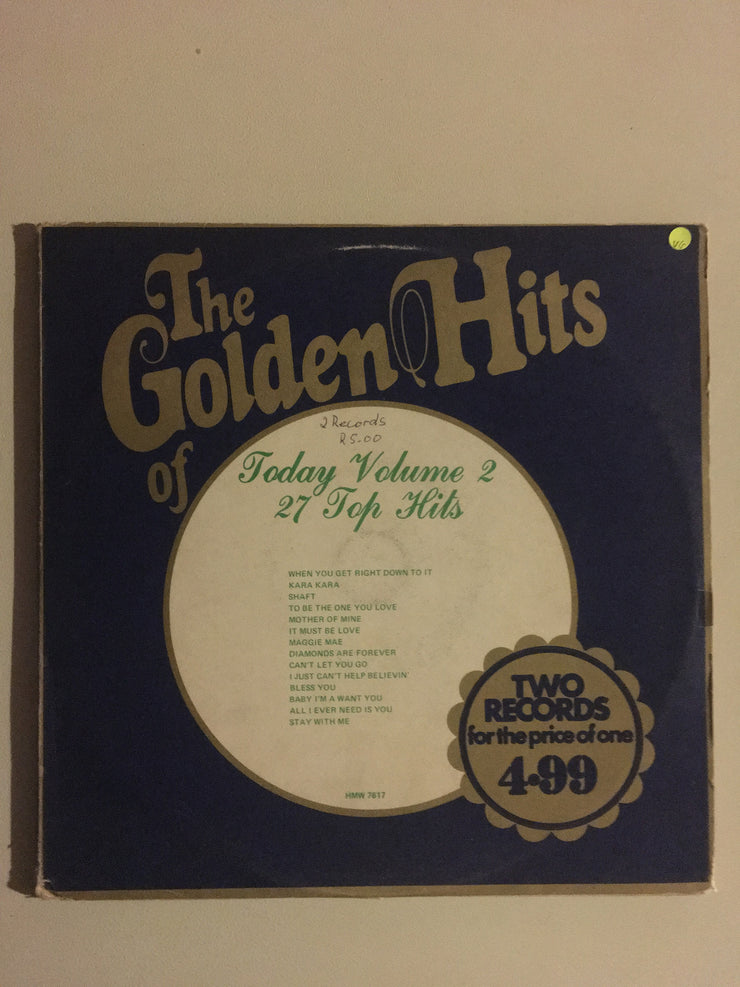 The
Golden Hits
of
2 Records
R5.00
Today Volume 2
27 Top Hits
WHEN YOU GET RIGHT DOWN TO IT
KARA KARA
SHAFT
TO BE THE ONE YOU LOVE
MOTHER OF MINE
IT MUST BE LOVE
MAGGIE MAE
DIAMONDS ARE FOREVER
CAN'T LET YOU GO
I JUST CAN'T HELP BELIEVIN'
BLESS YOU
BABY I'M A WANT YOU
ALL I EVER NEED IS YOU
STAY WITH ME
HMW 7617
TWO
RECORDS
for the price of one
4·99
VG